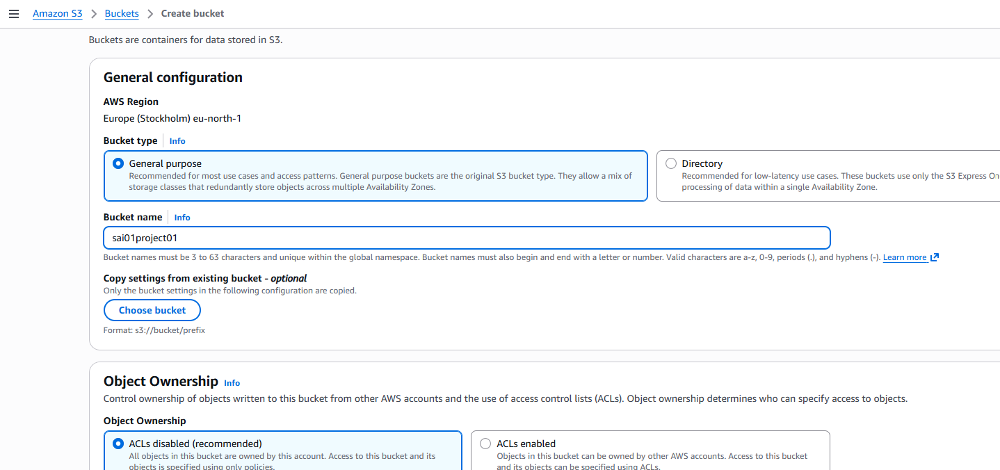 Amazon S3 > Buckets > Create bucket
Buckets are containers for data stored in S3.
General configuration
AWS Region
Europe (Stockholm) eu-north-1
Bucket type Info
General purpose
Recommended for most use cases and access patterns. General purpose buckets are the original S3 bucket type. They allow a mix of
storage classes that redundantly store objects across multiple Availability Zones.
Directory
Recommended for low-latency use cases. These buckets use only the S3 Express On
processing of data within a single Availability Zone.
Bucket name Info
sai01project01
Bucket names must be 3 to 63 characters and unique within the global namespace. Bucket names must also begin and end with a letter or number. Valid characters are a-z, 0-9, periods (.), and hyphens (-). Learn more
Copy settings from existing bucket - optional
Only the bucket settings in the following configuration are copied.
Choose bucket
Format: s3://bucket/prefix
Object Ownership Info
Control ownership of objects written to this bucket from other AWS accounts and the use of access control lists (ACLs). Object ownership determines who can specify access to objects.
Object Ownership
ACLs disabled (recommended)
All objects in this bucket are owned by this account. Access to this bucket and its
objects is specified using only policies.
ACLs enabled
Objects in this bucket can be owned by other AWS accounts. Access to this bucket
and its objects can be specified using ACLs.